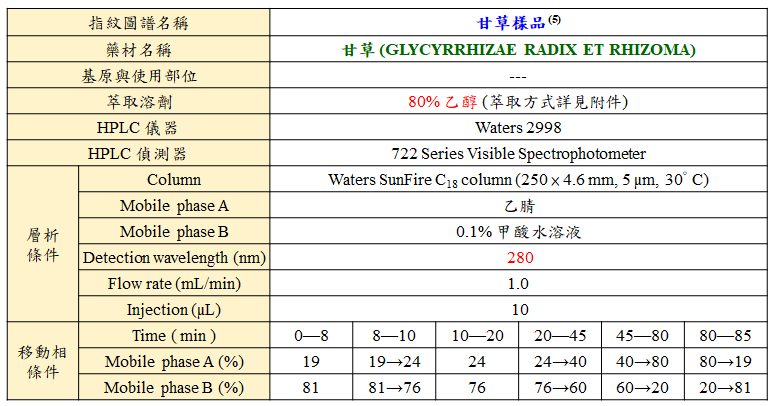 指紋圖譜名稱 甘草樣品(5)
藥材名稱 甘草 (GLYCYRRHIZAE RADIX ET RHIZOMA)
基原與使用部位 ---
萃取溶劑 80% 乙醇 (萃取方式詳見附件)
HPLC 儀器 Waters 2998
HPLC 偵測器 722 Series Visible Spectrophotometer
層析條件
Column Waters SunFire C18 column (250 x 4.6 mm, 5 μm, 30° C)
Mobile phase A 乙腈
Mobile phase B 0.1% 甲酸水溶液
Detection wavelength (nm) 280
Flow rate (mL/min) 1.0
Injection (μL) 10
移動相條件
Time ( min ) 0—8 8—10 10—20 20—45 45—80 80—85
Mobile phase A (%) 19 19→24 24 24→40 40→80 80→19
Mobile phase B (%) 81 81→76 76 76→60 60→20 20→81